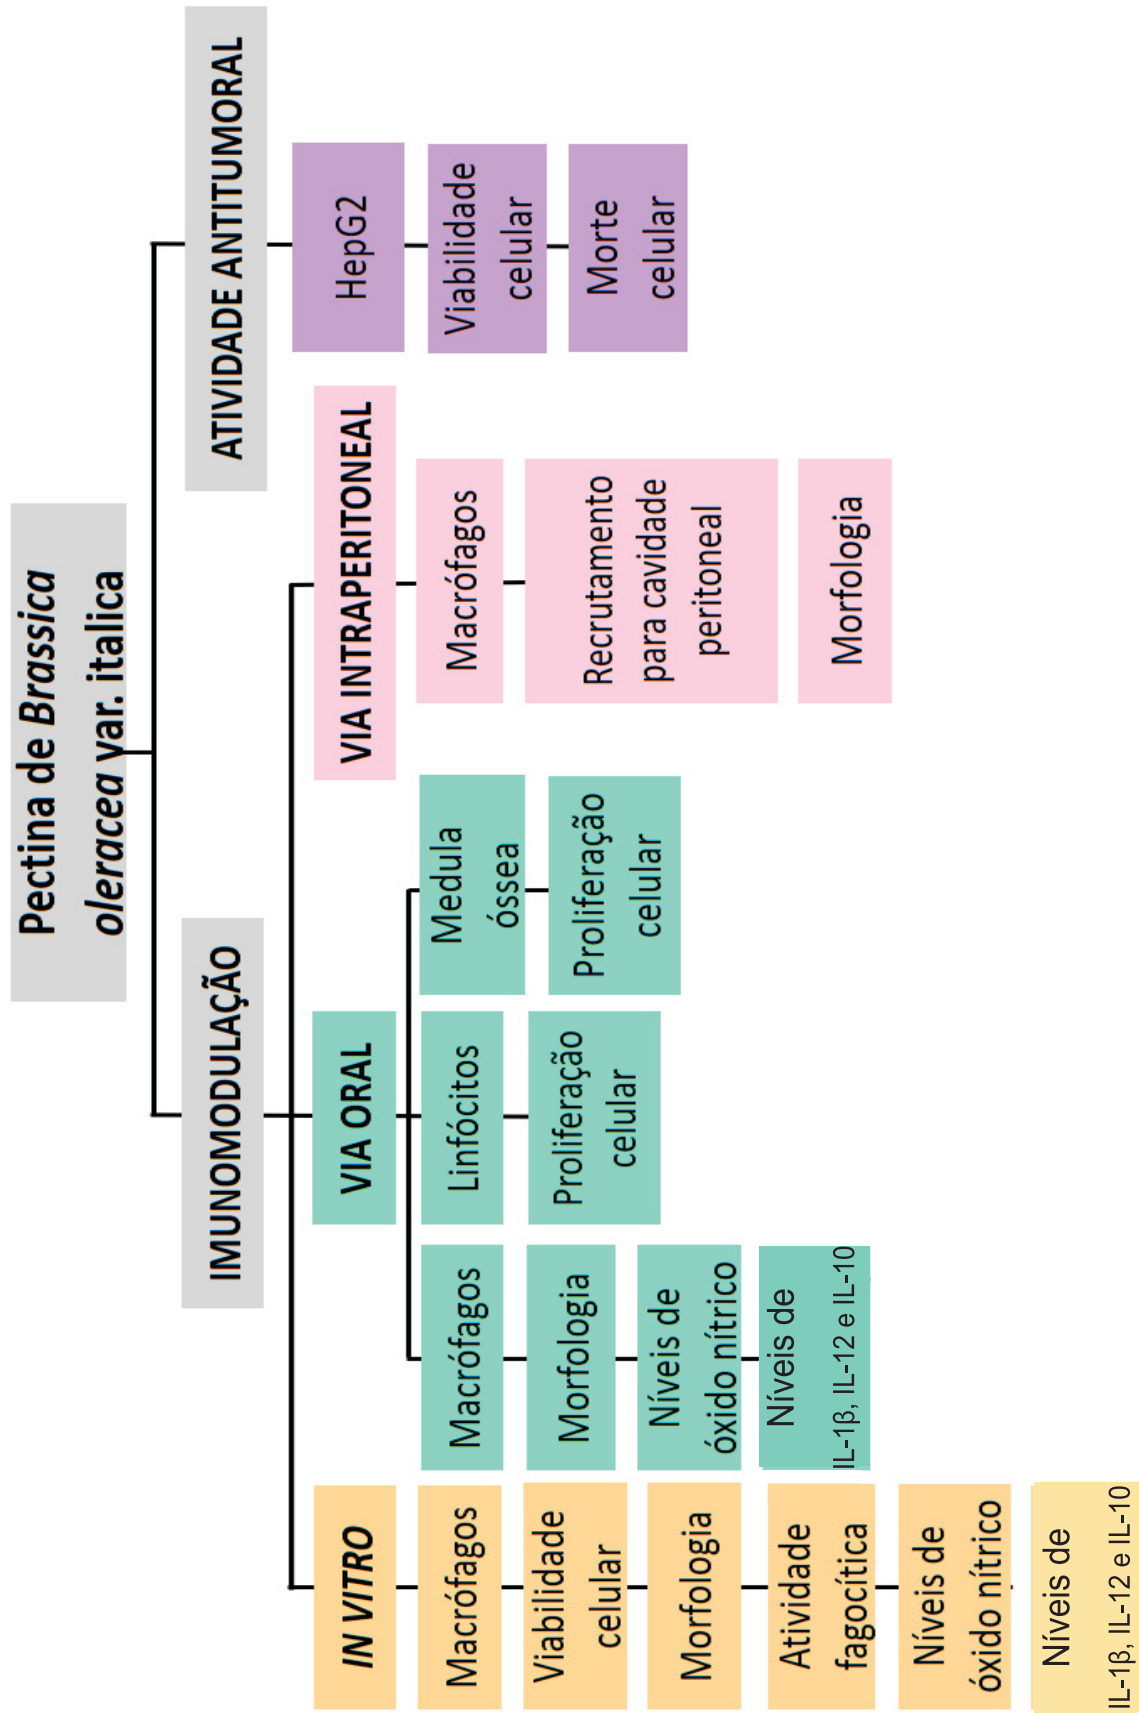 Pectina de Brassica
oleracea var. italica
IMUNOMODULAÇÃO
ATIVIDADE ANTITUMORAL
IN VITRO
Macrófagos
Viabilidade
celular
Morfologia
Atividade
fagocítica
Níveis de
óxido nítrico
Níveis de
IL-1β, IL-12 e IL-10
VIA ORAL
Macrófagos
Morfologia
Níveis de
óxido nítrico
Níveis de
IL-1β, IL-12 e IL-10
Linfócitos
Proliferação
celular
Medula
óssea
Proliferação
celular
VIA INTRAPERITONEAL
Macrófagos
Recrutamento
para cavidade
peritoneal
Morfologia
HepG2
Viabilidade
celular
Morte
celular